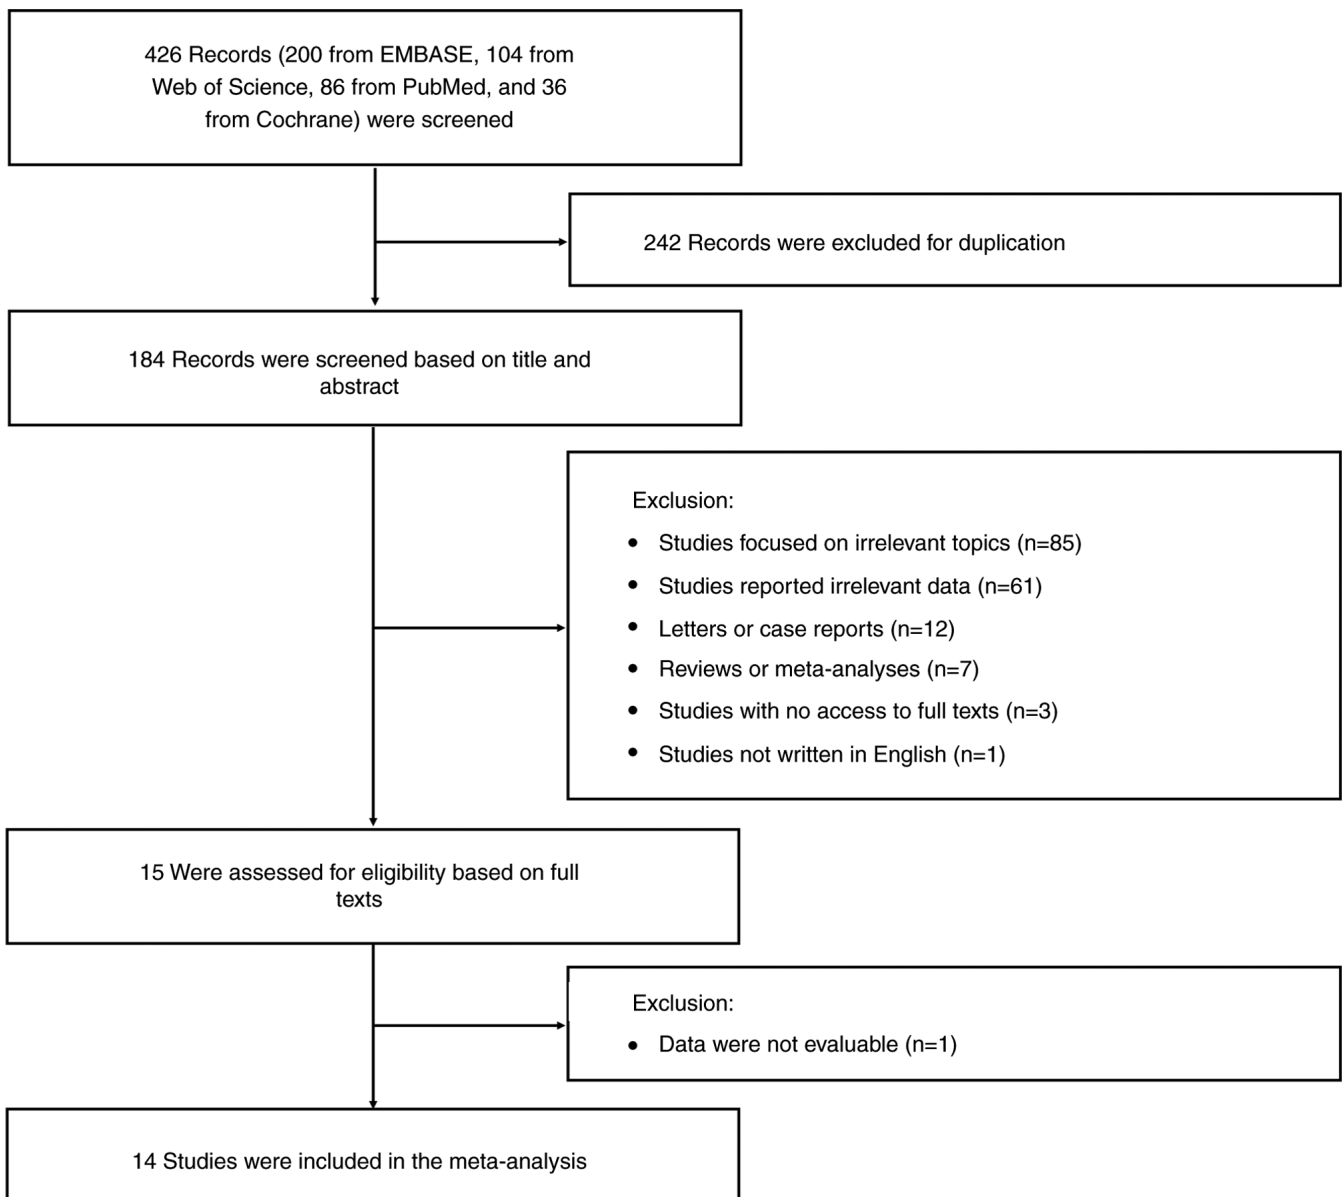 426 Records (200 from EMBASE, 104 from
Web of Science, 86 from PubMed, and 36
from Cochrane) were screened
242 Records were excluded for duplication
184 Records were screened based on title and
abstract
Exclusion:
• Studies focused on irrelevant topics (n=85)
• Studies reported irrelevant data (n=61)
• Letters or case reports (n=12)
• Reviews or meta-analyses (n=7)
• Studies with no access to full texts (n=3)
• Studies not written in English (n=1)
15 Were assessed for eligibility based on full
texts
Exclusion:
• Data were not evaluable (n=1)
14 Studies were included in the meta-analysis